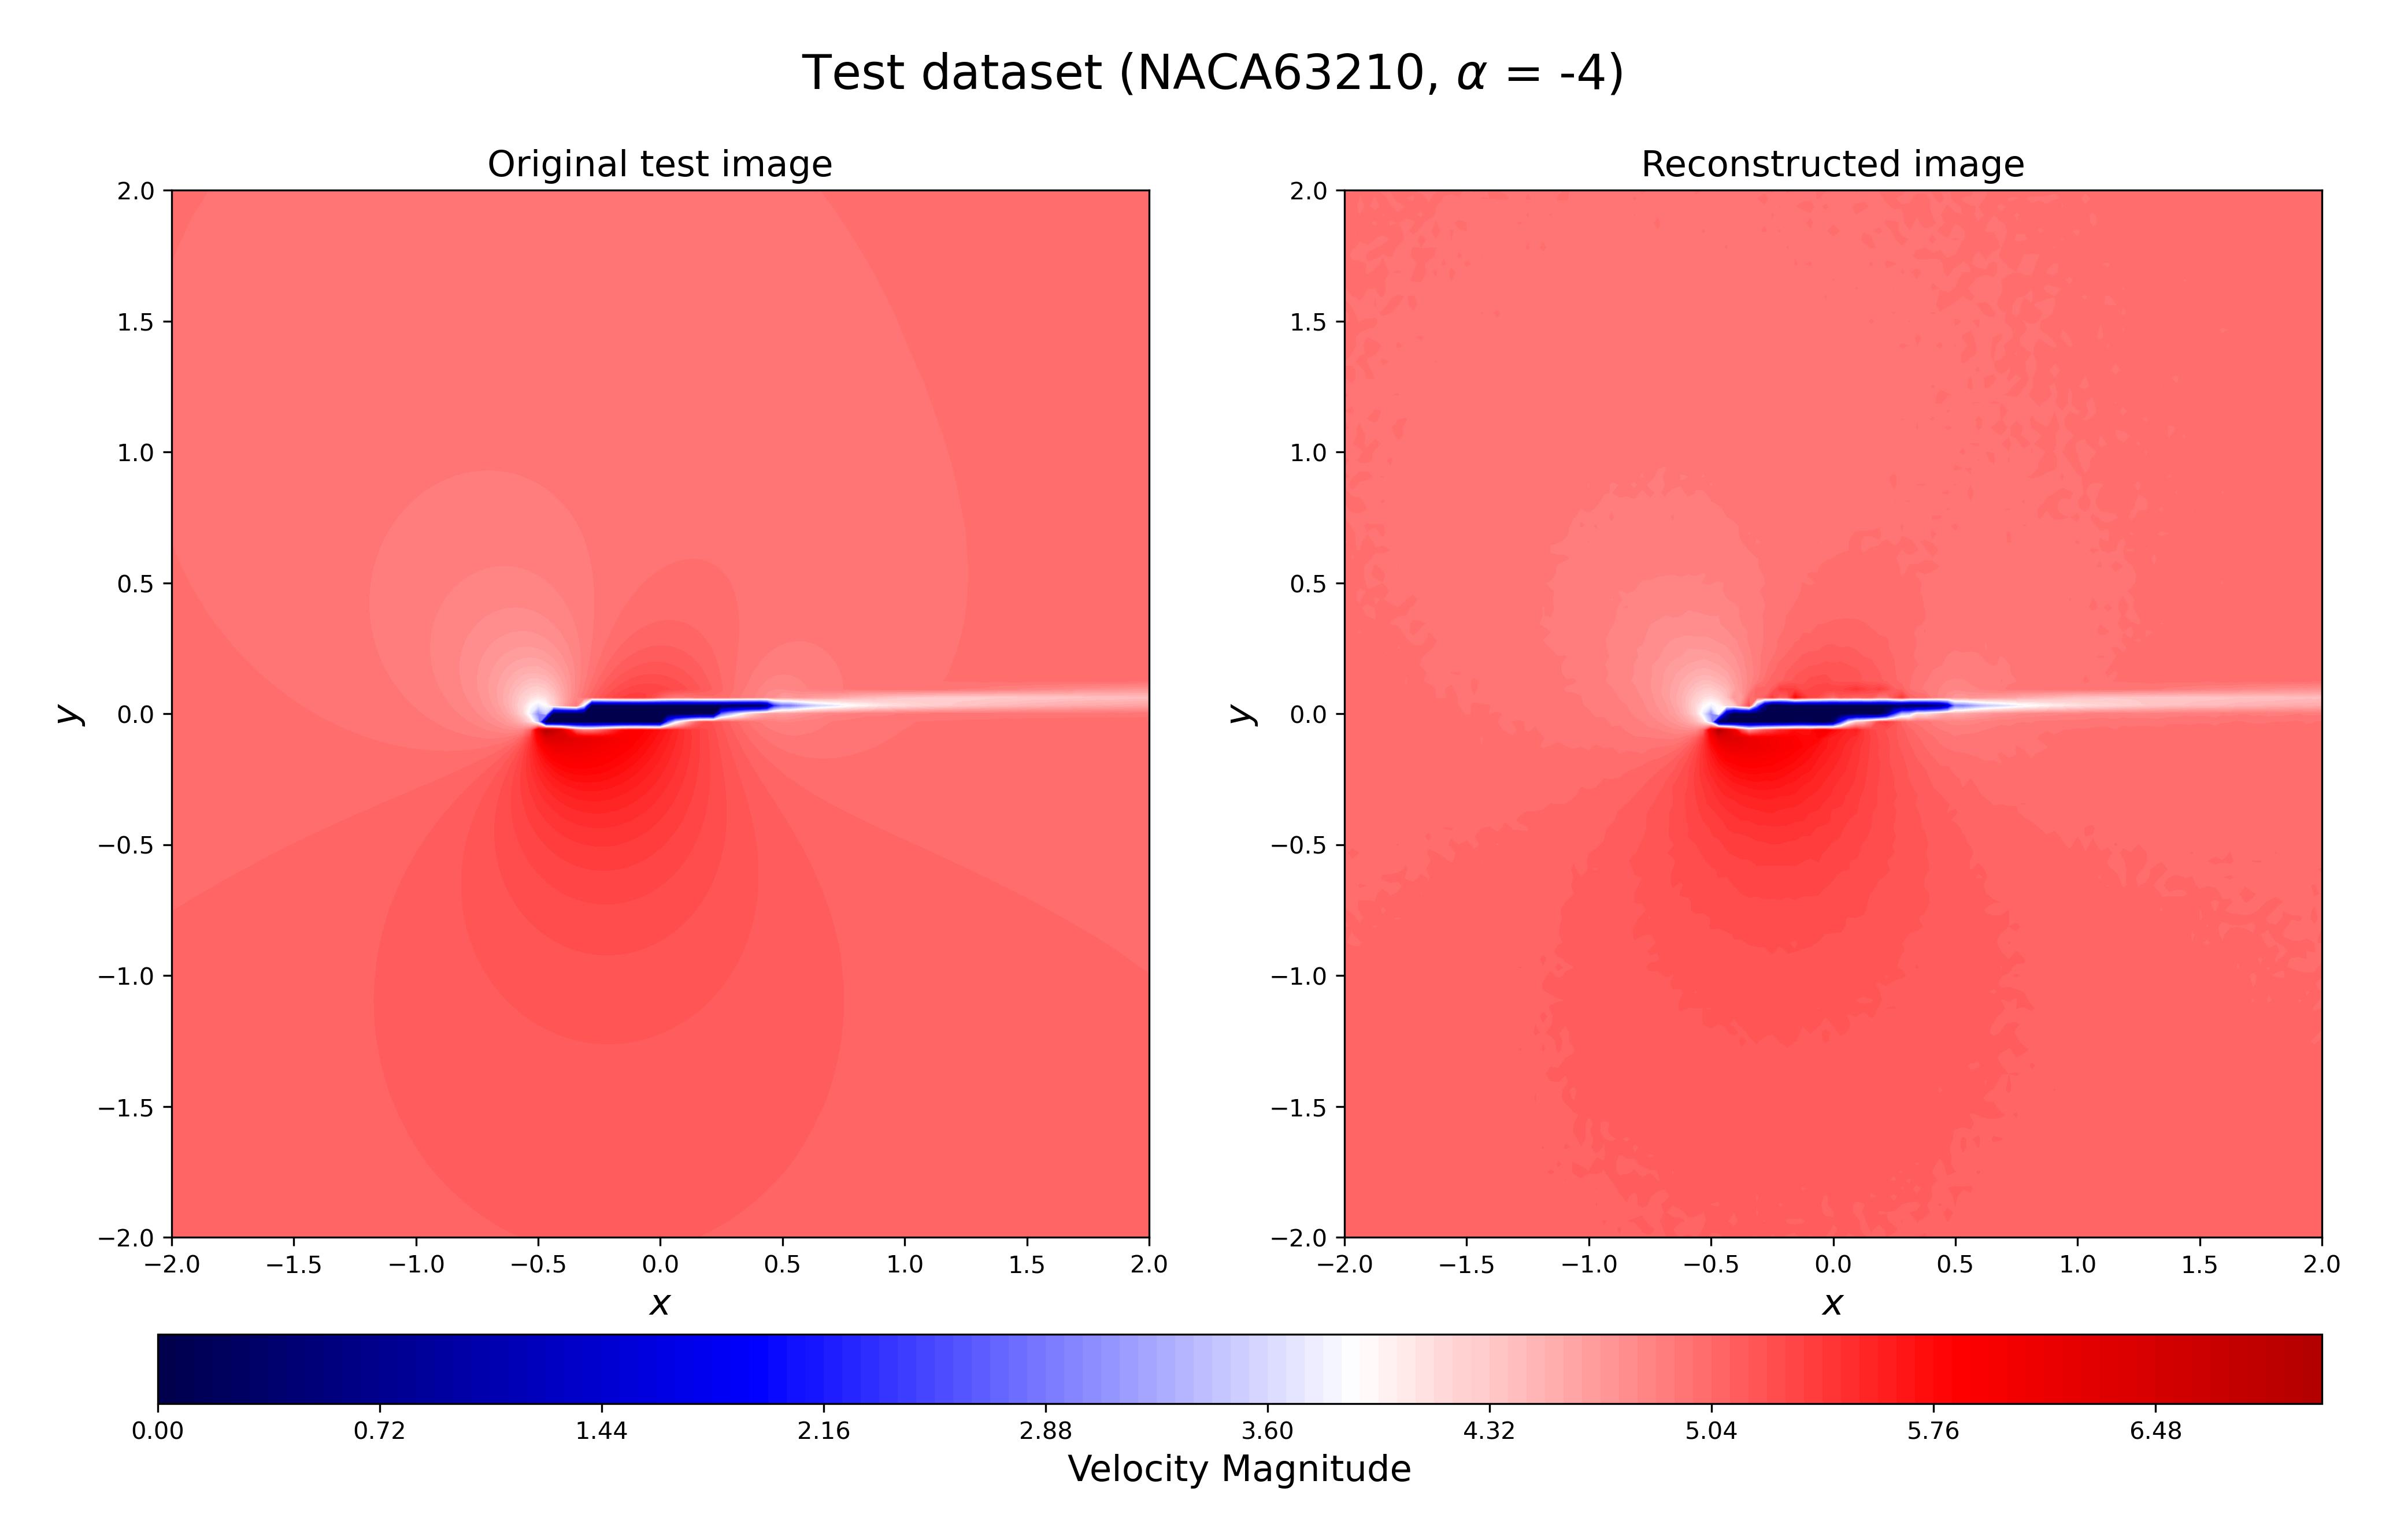 Test dataset (NACA63210, α = -4)
Original test image
Reconstructed image
2.0
1.5
1.0
0.5
0.0
−0.5
−1.0
−1.5
−2.0
y
−2.0 −1.5 −1.0 −0.5 0.0 0.5 1.0 1.5 2.0
x
2.0
1.5
1.0
0.5
0.0
−0.5
−1.0
−1.5
−2.0
y
−2.0 −1.5 −1.0 −0.5 0.0 0.5 1.0 1.5 2.0
x
0.00 0.72 1.44 2.16 2.88 3.60 4.32 5.04 5.76 6.48
Velocity Magnitude